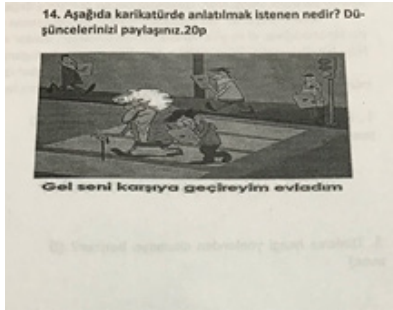 14. Aşağıda karikatürde anlatılmak istenen nedir? Dü-
şüncelerinizi paylaşınız.20p
Gel seni karşıya geçireyim evladım